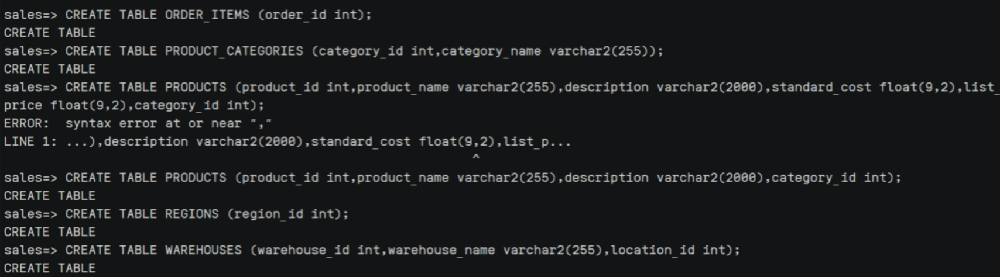 sales=> CREATE TABLE ORDER_ITEMS (order_id int);
CREATE TABLE
sales=> CREATE TABLE PRODUCT_CATEGORIES (category_id int,category_name varchar2(255));
CREATE TABLE
sales=> CREATE TABLE PRODUCTS (product_id int,product_name varchar2(255),description varchar2(2000),standard_cost float(9,2),list_
price float(9,2),category_id int);
ERROR:  syntax error at or near ","
LINE 1: ...),description varchar2(2000),standard_cost float(9,2),list_p...
^
sales=> CREATE TABLE PRODUCTS (product_id int,product_name varchar2(255),description varchar2(2000),category_id int);
CREATE TABLE
sales=> CREATE TABLE REGIONS (region_id int);
CREATE TABLE
sales=> CREATE TABLE WAREHOUSES (warehouse_id int,warehouse_name varchar2(255),location_id int);
CREATE TABLE